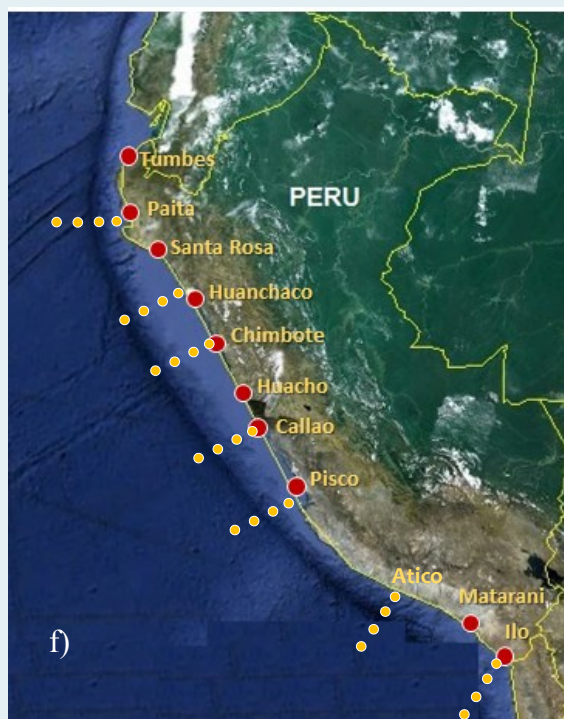 Tumbes
PERU
Paita
Santa Rosa
Huanchaco
Chimbote
Huacho
Callao
Pisco
Atico
Matarani
Ilo
f)